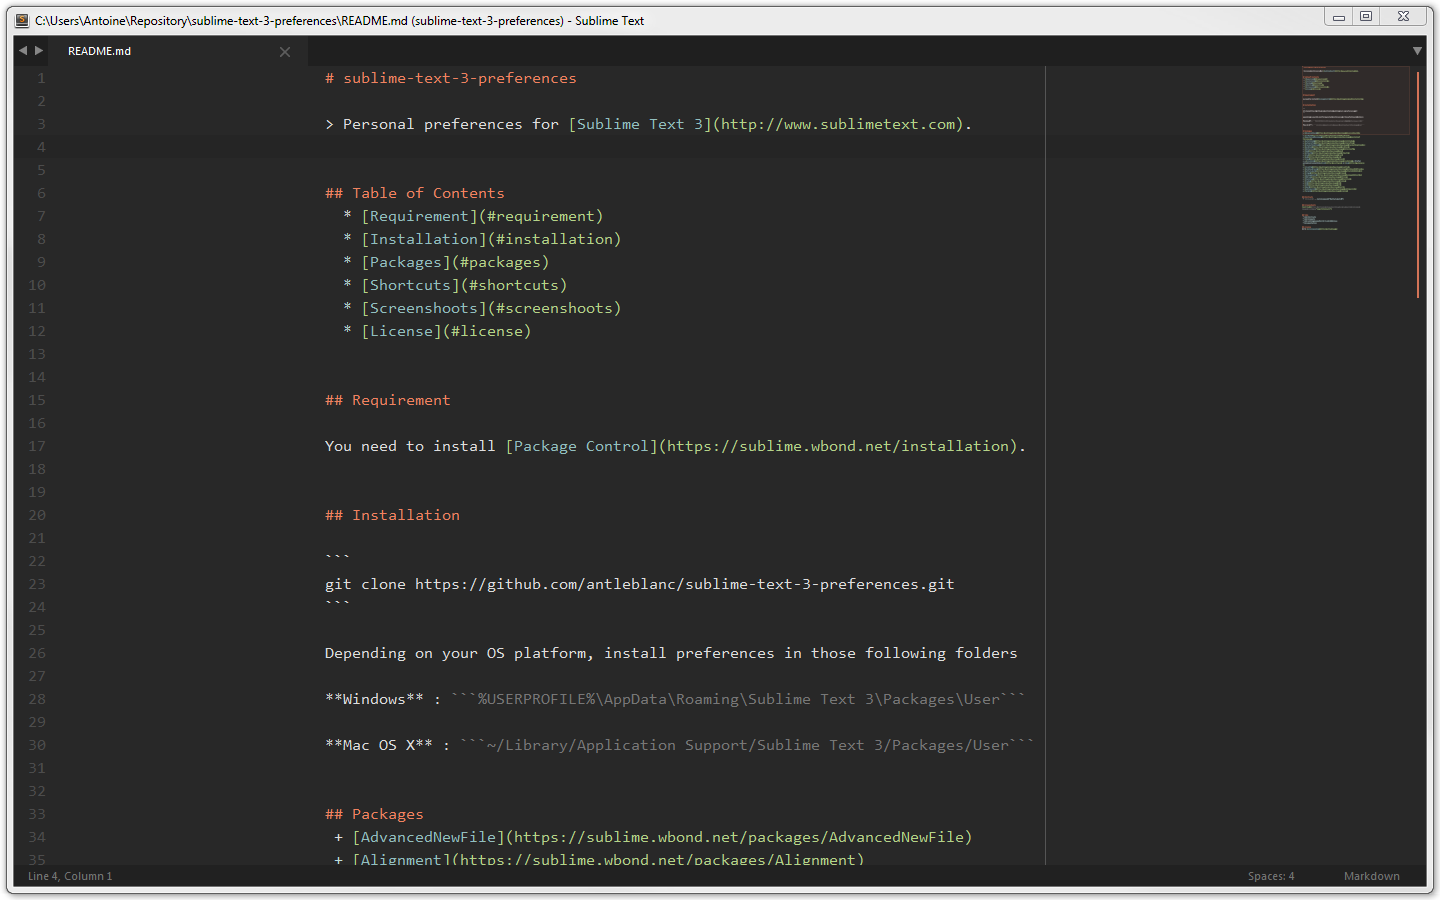 C:\Users\Antoine\Repository\sublime-text-3-preferences\README.md (sublime-text-3-preferences) - Sublime Text
README.md
1 # sublime-text-3-preferences
2
3 > Personal preferences for [Sublime Text 3](http://www.sublimetext.com).
4
5
6 ## Table of Contents
7 * [Requirement](#requirement)
8 * [Installation](#installation)
9 * [Packages](#packages)
10 * [Shortcuts](#shortcuts)
11 * [Screenshoots](#screenshoots)
12 * [License](#license)
13
14
15 ## Requirement
16
17 You need to install [Package Control](https://sublime.wbond.net/installation).
18
19
20 ## Installation
21
22 ```
23 git clone https://github.com/antleblanc/sublime-text-3-preferences.git
24 ```
25
26 Depending on your OS platform, install preferences in those following folders
27
28 **Windows** : ```%USERPROFILE%\AppData\Roaming\Sublime Text 3\Packages\User```
29
30 **Mac OS X** : ```~/Library/Application Support/Sublime Text 3/Packages/User```
31
32
33 ## Packages
34 + [AdvancedNewFile](https://sublime.wbond.net/packages/AdvancedNewFile)
35 + [Alignment](https://sublime.wbond.net/packages/Alignment)
Line 4, Column 1 Spaces: 4 Markdown